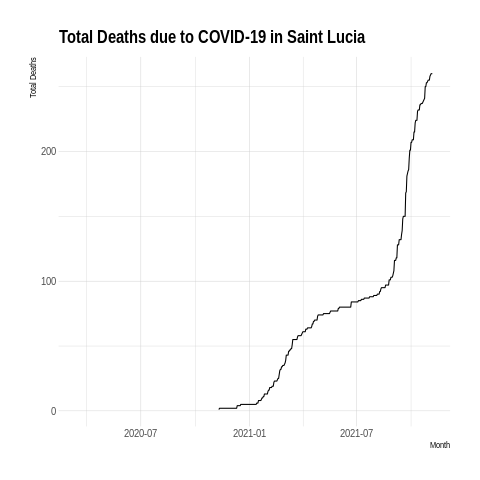 Total Deaths due to COVID-19 in Saint Lucia
Total Deaths
200
100
0
2020-07 2021-01 2021-07
Month